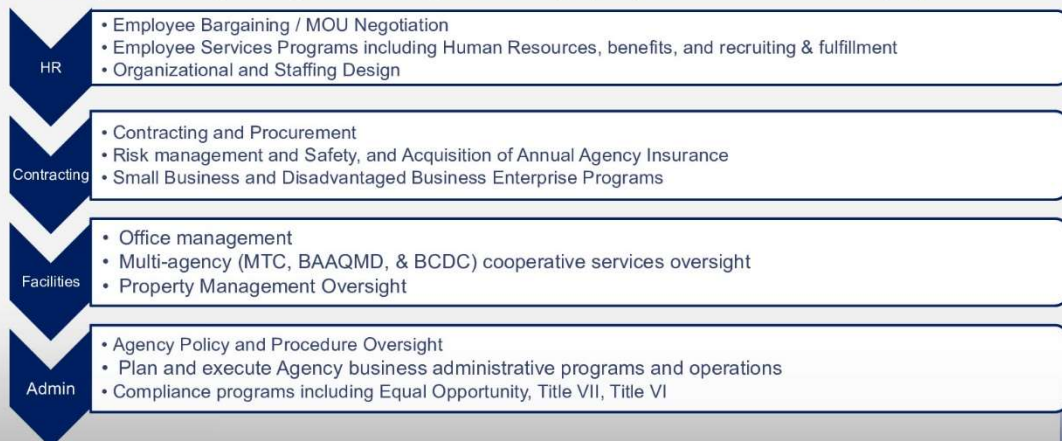 HR
• Employee Bargaining / MOU Negotiation
• Employee Services Programs including Human Resources, benefits, and recruiting & fulfillment
• Organizational and Staffing Design
Contracting
• Contracting and Procurement
• Risk management and Safety, and Acquisition of Annual Agency Insurance
• Small Business and Disadvantaged Business Enterprise Programs
Facilities
• Office management
• Multi-agency (MTC, BAAQMD, & BCDC) cooperative services oversight
• Property Management Oversight
Admin
• Agency Policy and Procedure Oversight
• Plan and execute Agency business administrative programs and operations
• Compliance programs including Equal Opportunity, Title VII, Title VI